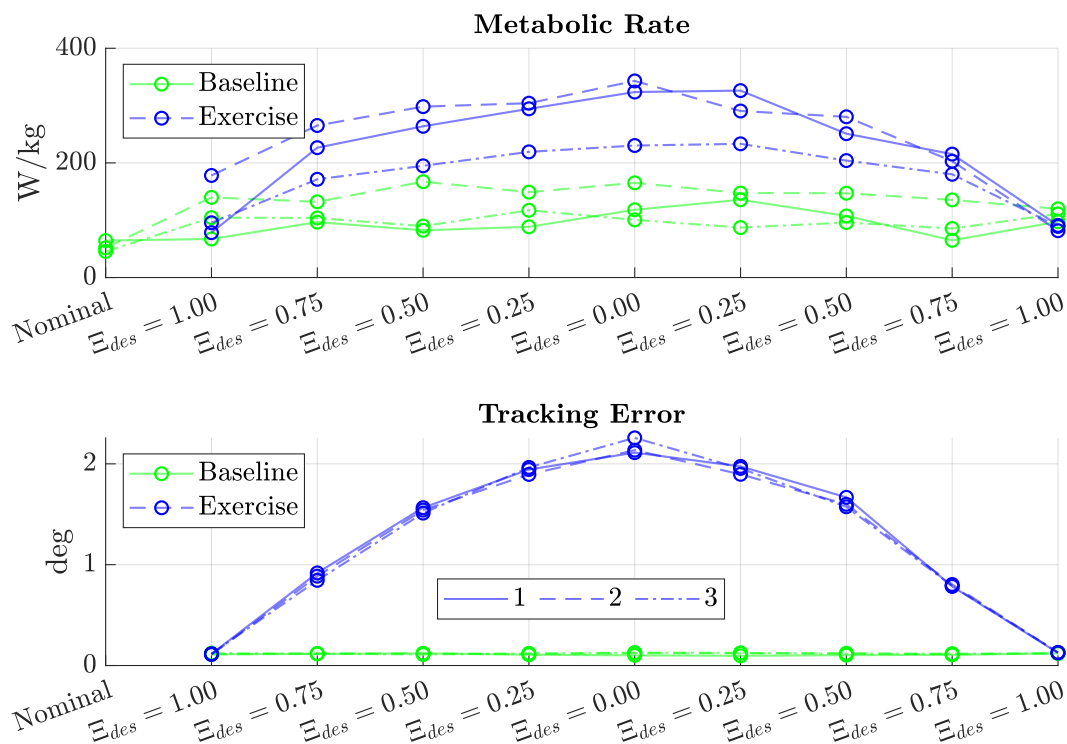 Metabolic Rate
400
200
0
W/kg
Baseline
Exercise
Nominal
Ξdes = 1.00
Ξdes = 0.75
Ξdes = 0.50
Ξdes = 0.25
Ξdes = 0.00
Ξdes = 0.25
Ξdes = 0.50
Ξdes = 0.75
Ξdes = 1.00
Tracking Error
2
1
0
deg
Baseline
Exercise
1 2 3
Nominal
Ξdes = 1.00
Ξdes = 0.75
Ξdes = 0.50
Ξdes = 0.25
Ξdes = 0.00
Ξdes = 0.25
Ξdes = 0.50
Ξdes = 0.75
Ξdes = 1.00